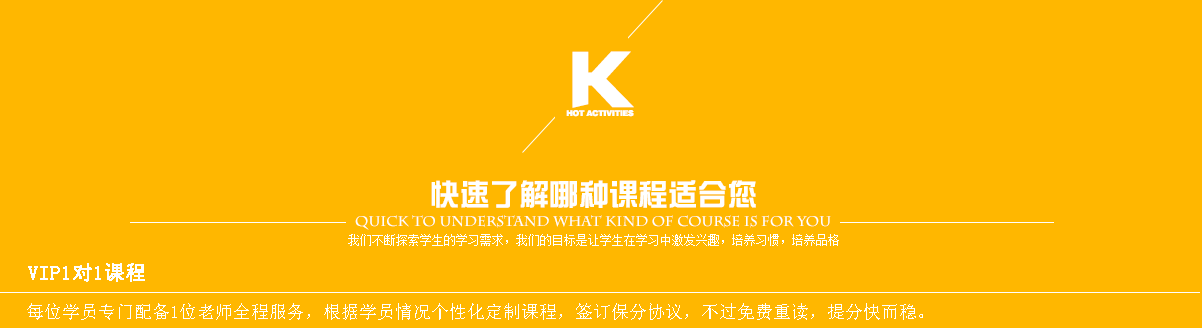 K
HOT ACTIVITIES
快速了解哪种课程适合您
QUICK TO UNDERSTAND WHAT KIND OF COURSE IS FOR YOU
我们不断探索学生的学习需求，我们的目标是让学生在学习中激发兴趣，培养习惯，培养品格
VIP1对1课程
每位学员专门配备1位老师全程服务，根据学员情况个性化定制课程，签订保分协议，不过免费重读，提分快而稳。